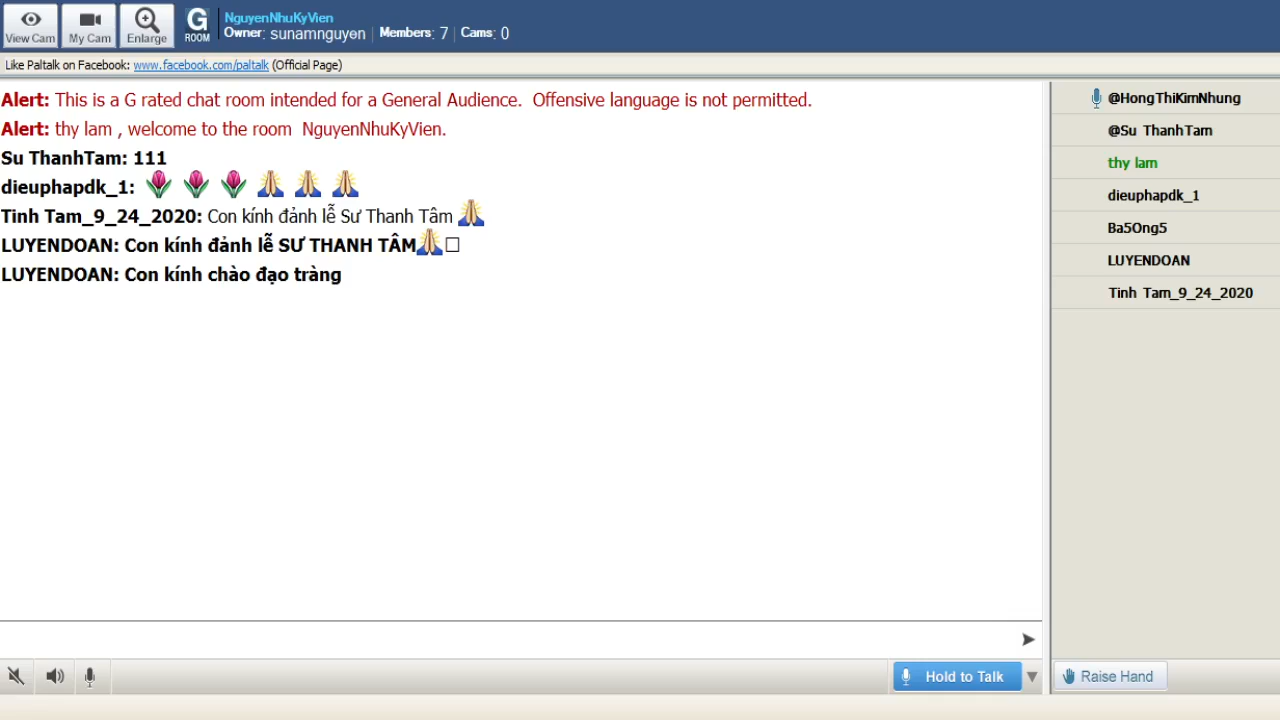 View Cam
My Cam
Enlarge
G
ROOM
NguyenNhuKyVien
Owner: sunamnguyen | Members: 7 | Cams: 0
Like Paltalk on Facebook: www.facebook.com/paltalk (Official Page)
Alert: This is a G rated chat room intended for a General Audience.  Offensive language is not permitted.
Alert: thy lam , welcome to the room  NguyenNhuKyVien.
Su ThanhTam: 111
dieuphapdk_1: 🌷 🌷 🌷 🙏 🙏 🙏
Tinh Tam_9_24_2020: Con kính đảnh lễ Sư Thanh Tâm 🙏
LUYENDOAN: Con kính đảnh lễ SƯ THANH TÂM🙏□
LUYENDOAN: Con kính chào đạo tràng
@HongThiKimNhung
@Su ThanhTam
thy lam
dieuphapdk_1
Ba5Ong5
LUYENDOAN
Tinh Tam_9_24_2020
Hold to Talk
Raise Hand